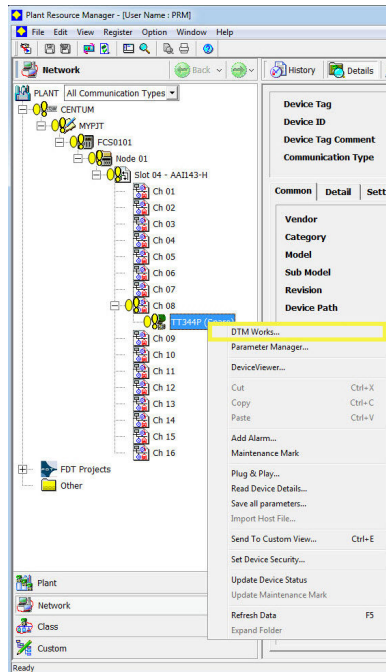 Plant Resource Manager - [User Name : PRM]
File Edit View Register Option Window Help
Network Back History Details
PLANT All Communication Types
CENTUM
MYPJT
FCS0101
Node 01
Slot 04 - AAI143-H
Ch 01
Ch 02
Ch 03
Ch 04
Ch 05
Ch 06
Ch 07
Ch 08
TT344P
Ch 09
Ch 10
Ch 11
Ch 12
Ch 13
Ch 14
Ch 15
Ch 16
FDT Projects
Other
Device Tag
Device ID
Device Tag Comment
Communication Type
Common Detail Sett
Vendor
Category
Model
Sub Model
Revision
Device Path
DTM Works...
Parameter Manager...
DeviceViewer...
Cut Ctrl+X
Copy Ctrl+C
Paste Ctrl+V
Add Alarm...
Maintenance Mark
Plug & Play...
Read Device Details...
Save all parameters...
Import Host File...
Send To Custom View... Ctrl+E
Set Device Security...
Update Device Status
Update Maintenance Mark
Refresh Data F5
Expand Folder
Plant
Network
Class
Custom
Ready